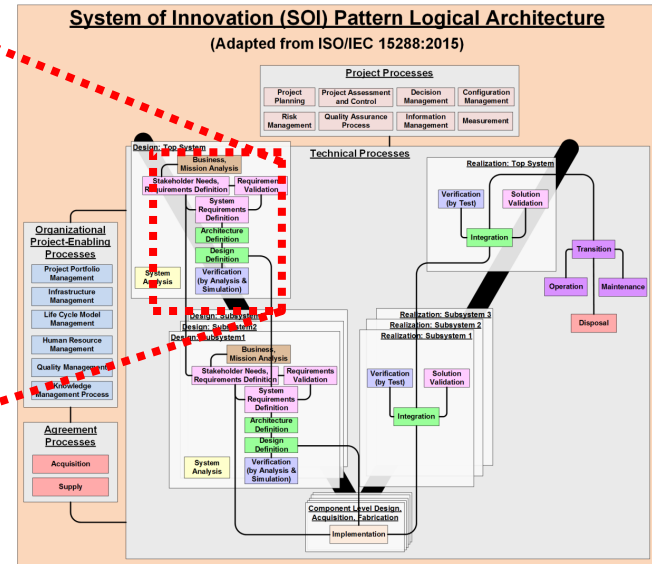 System of Innovation (SOI) Pattern Logical Architecture
(Adapted from ISO/IEC 15288:2015)
Project Processes
Project
Planning
Project Assessment
and Control
Decision
Management
Configuration
Management
Risk
Management
Quality Assurance
Process
Information
Management
Measurement
Technical Processes
Design: Top System
Business,
Mission Analysis
Stakeholder Needs,
Requirements Definition
Requirements
Validation
System
Requirements
Definition
Architecture
Definition
Design
Definition
System
Analysis
Verification
(by Analysis &
Simulation)
Realization: Top System
Verification
(by Test)
Solution
Validation
Integration
Transition
Operation
Maintenance
Disposal
Organizational
Project-Enabling
Processes
Project Portfolio
Management
Infrastructure
Management
Life Cycle Model
Management
Human Resource
Management
Quality Management
Knowledge
Management Process
Agreement
Processes
Acquisition
Supply
Design: Subsystem
Design: Subsystem2
Design: Subsystem1
Business,
Mission Analysis
Stakeholder Needs,
Requirements Definition
Requirements
Validation
System
Requirements
Definition
Architecture
Definition
Design
Definition
System
Analysis
Verification
(by Analysis &
Simulation)
Realization: Subsystem 3
Realization: Subsystem 2
Realization: Subsystem 1
Verification
(by Test)
Solution
Validation
Integration
Component Level Design,
Acquisition, Fabrication
Implementation